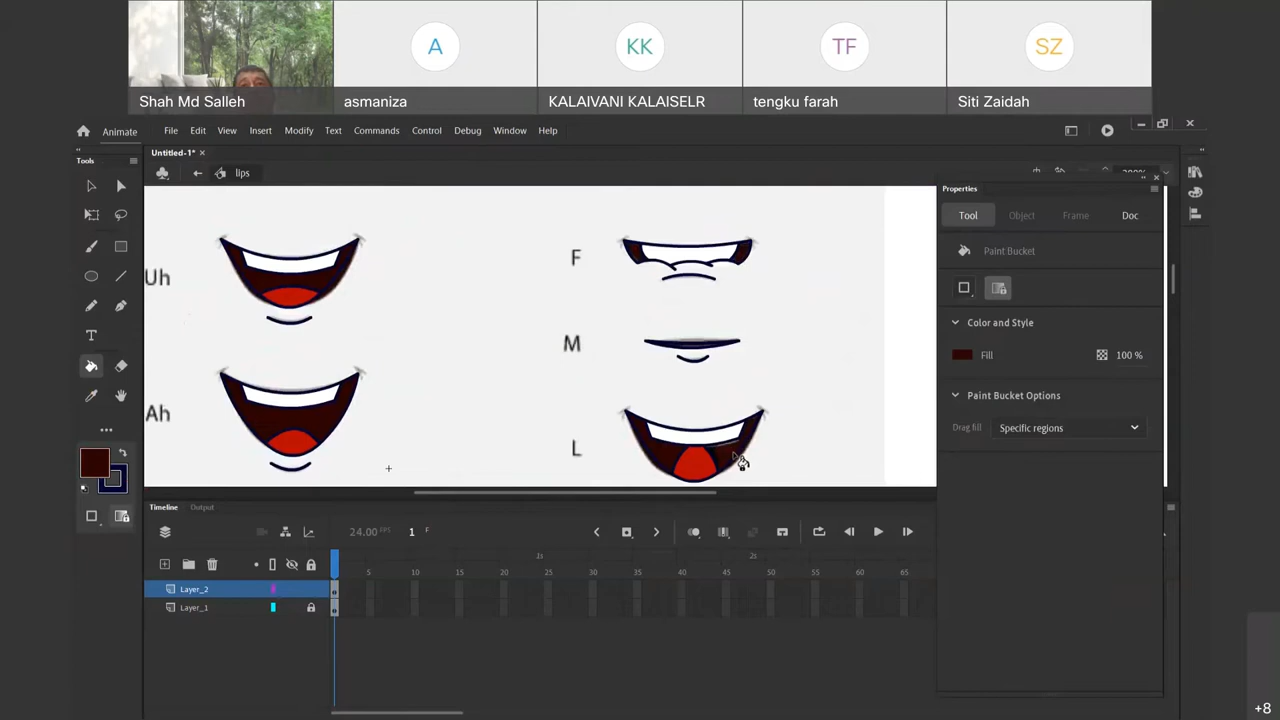 A
KK
TF
SZ
Shah Md Salleh
asmaniza
KALAIVANI KALAISELR
tengku farah
Siti Zaidah
Animate
File Edit View Insert Modify Text Commands Control Debug Window Help
Untitled-1*
Tools
lips
Properties
Tool Object Frame Doc
Paint Bucket
Uh
F
Color and Style
M
Fill 100 %
Paint Bucket Options
Ah
Drag fill Specific regions
L
T
Timeline Output
24.00 FPS 1 F
1s 2s
5 10 15 20 25 30 35 40 45 50 55 60 65
Layer_2
Layer_1
+8